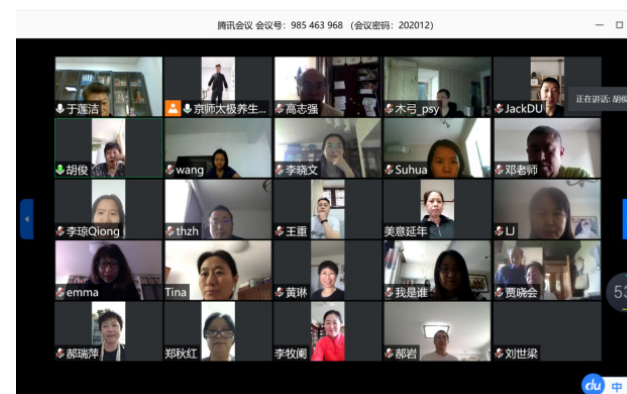 腾讯会议 会议号：985 463 968 （会议密码：202012）
于莲洁
京师太极养生...
高志强
木弓_psy
JackDU
正在讲话: 胡俊
胡俊
wang
李晓文
Suhua
邓老师
李琼Qiong
thzh
王重
美意延年
LJ
emma
Tina
黄琳
我是谁
贾晓会
53
郝瑞萍
郑秋红
李牧阑
郝岩
刘世梁
du 中